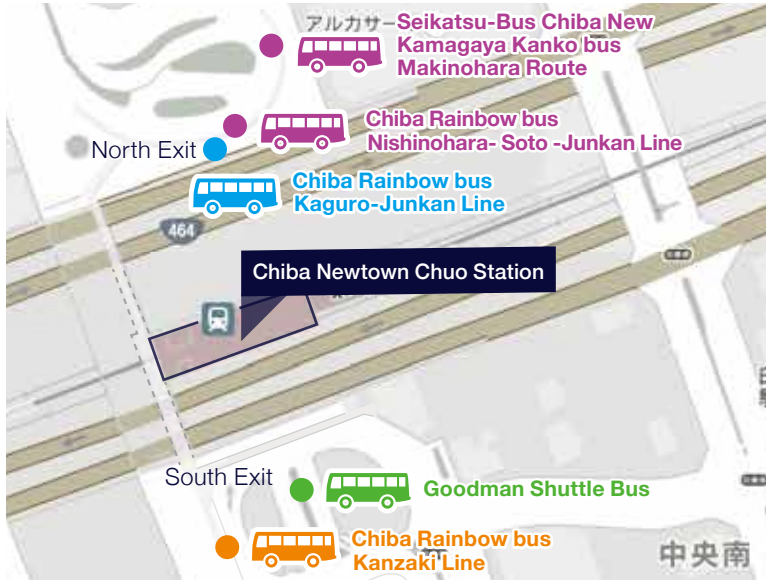 アルカサー
Seikatsu-Bus Chiba New
Kamagaya Kanko bus
Makinohara Route
Chiba Rainbow bus
Nishinohara- Soto -Junkan Line
North Exit
Chiba Rainbow bus
Kaguro-Junkan Line
464
Chiba Newtown Chuo Station
South Exit
Goodman Shuttle Bus
Chiba Rainbow bus
Kanzaki Line
中央南